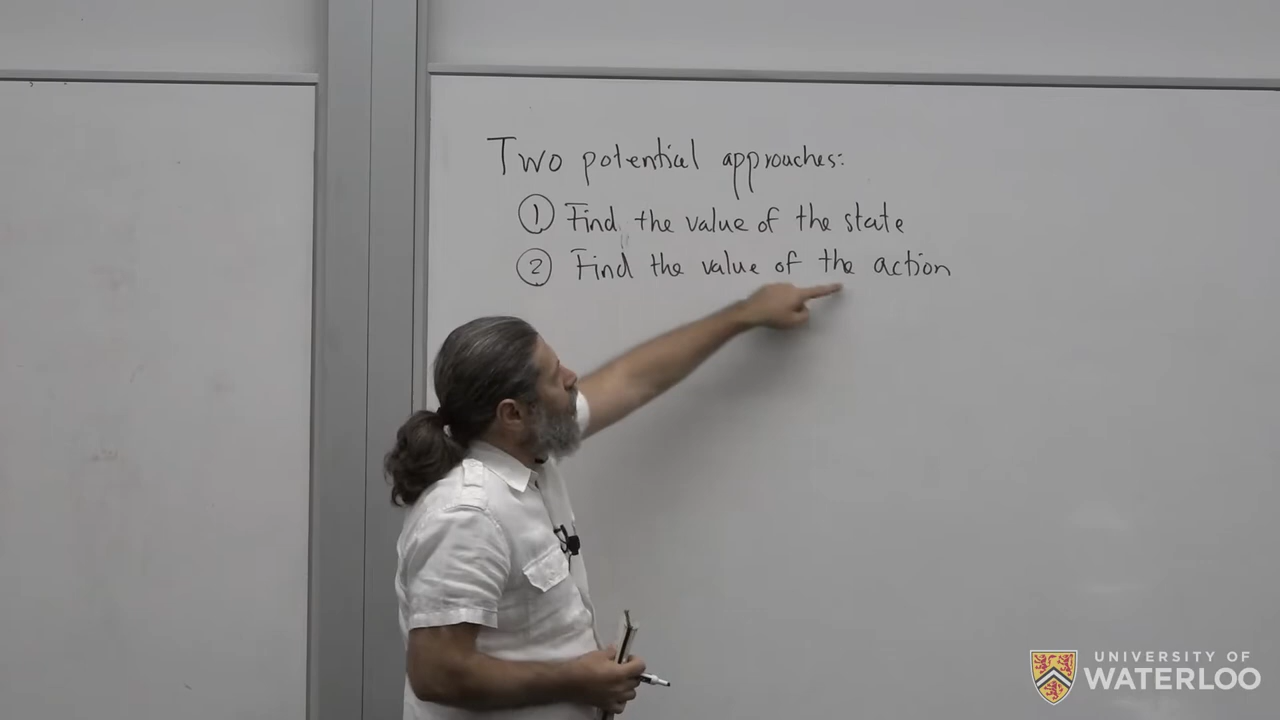 Two potential approaches:
① Find the value of the state
② Find the value of the action
UNIVERSITY OF
WATERLOO